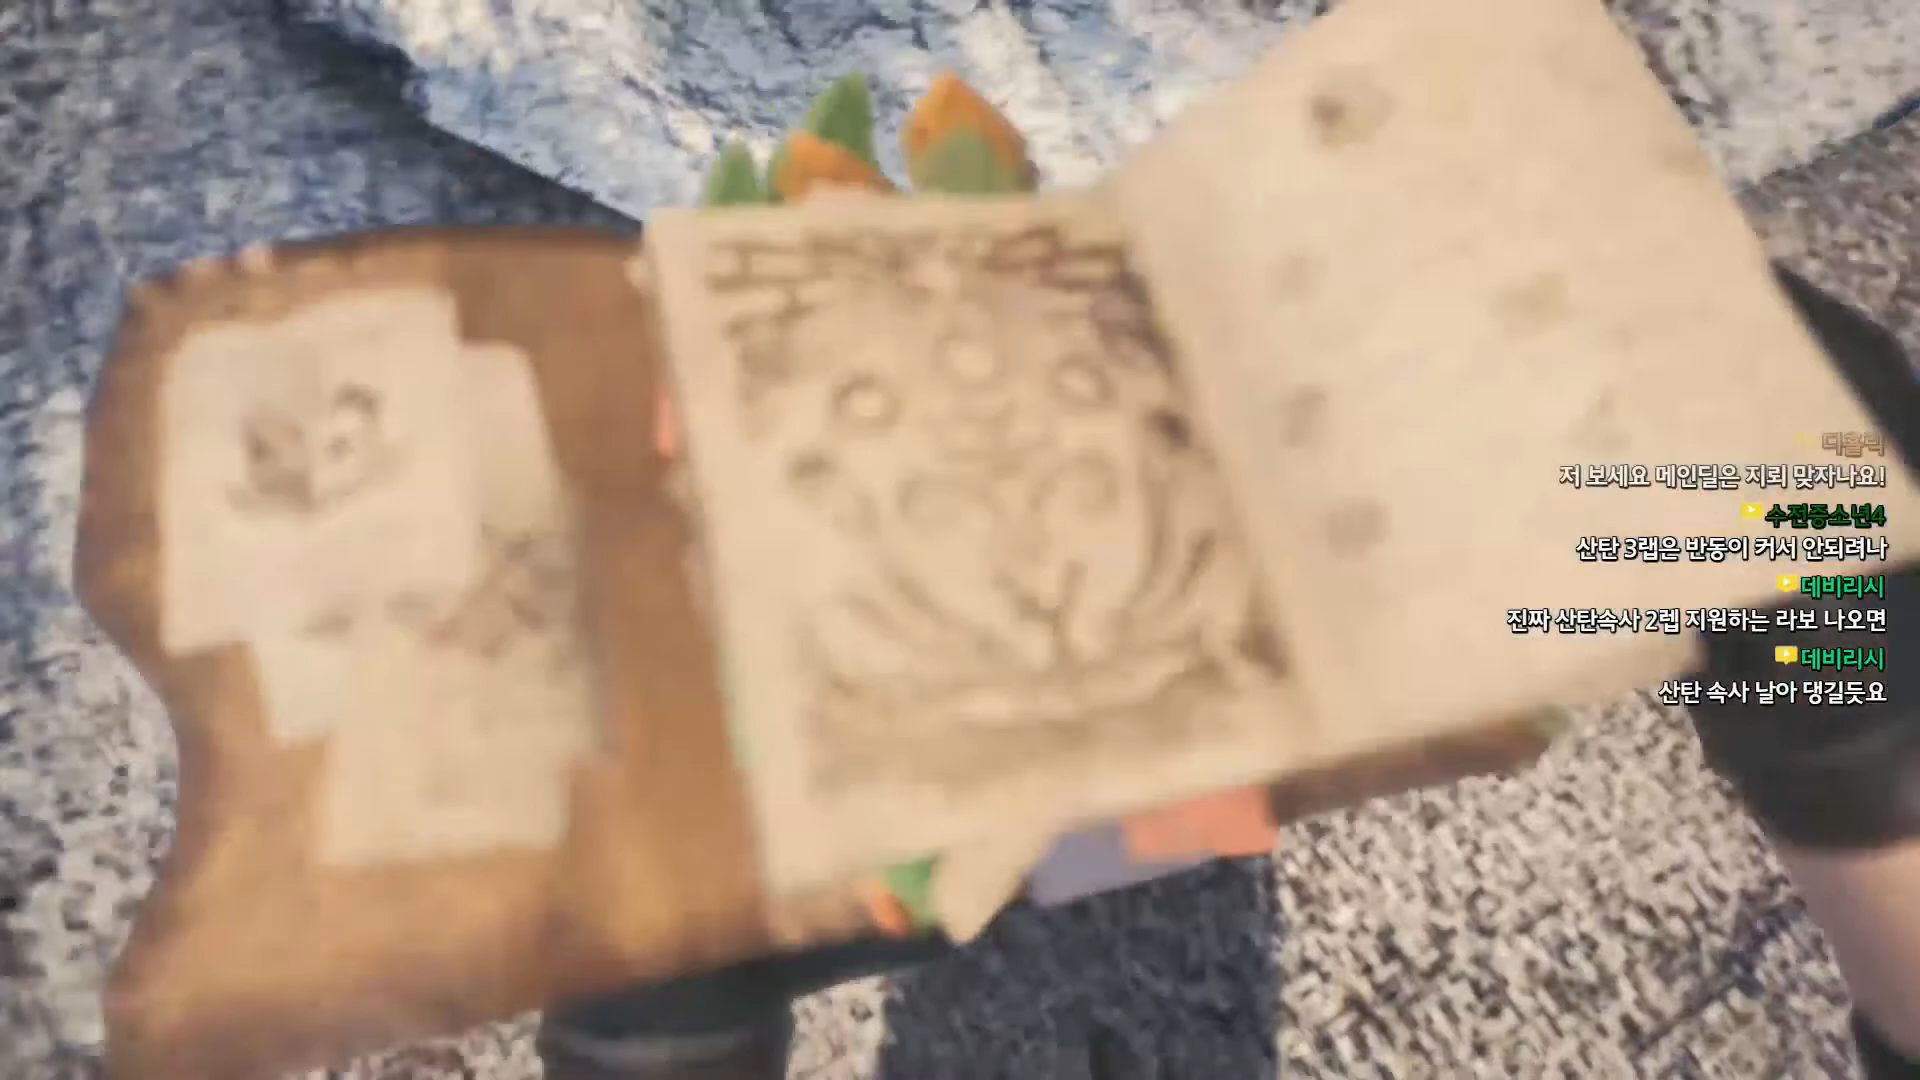 디홀릭
저 보세요 메인딜은 지뢰 맞자나요!
수전증소년4
산탄 3랩은 반동이 커서 안되려나
데비리시
진짜 산탄속사 2렙 지원하는 라보 나오면
데비리시
산탄 속사 날아 댕길듯요